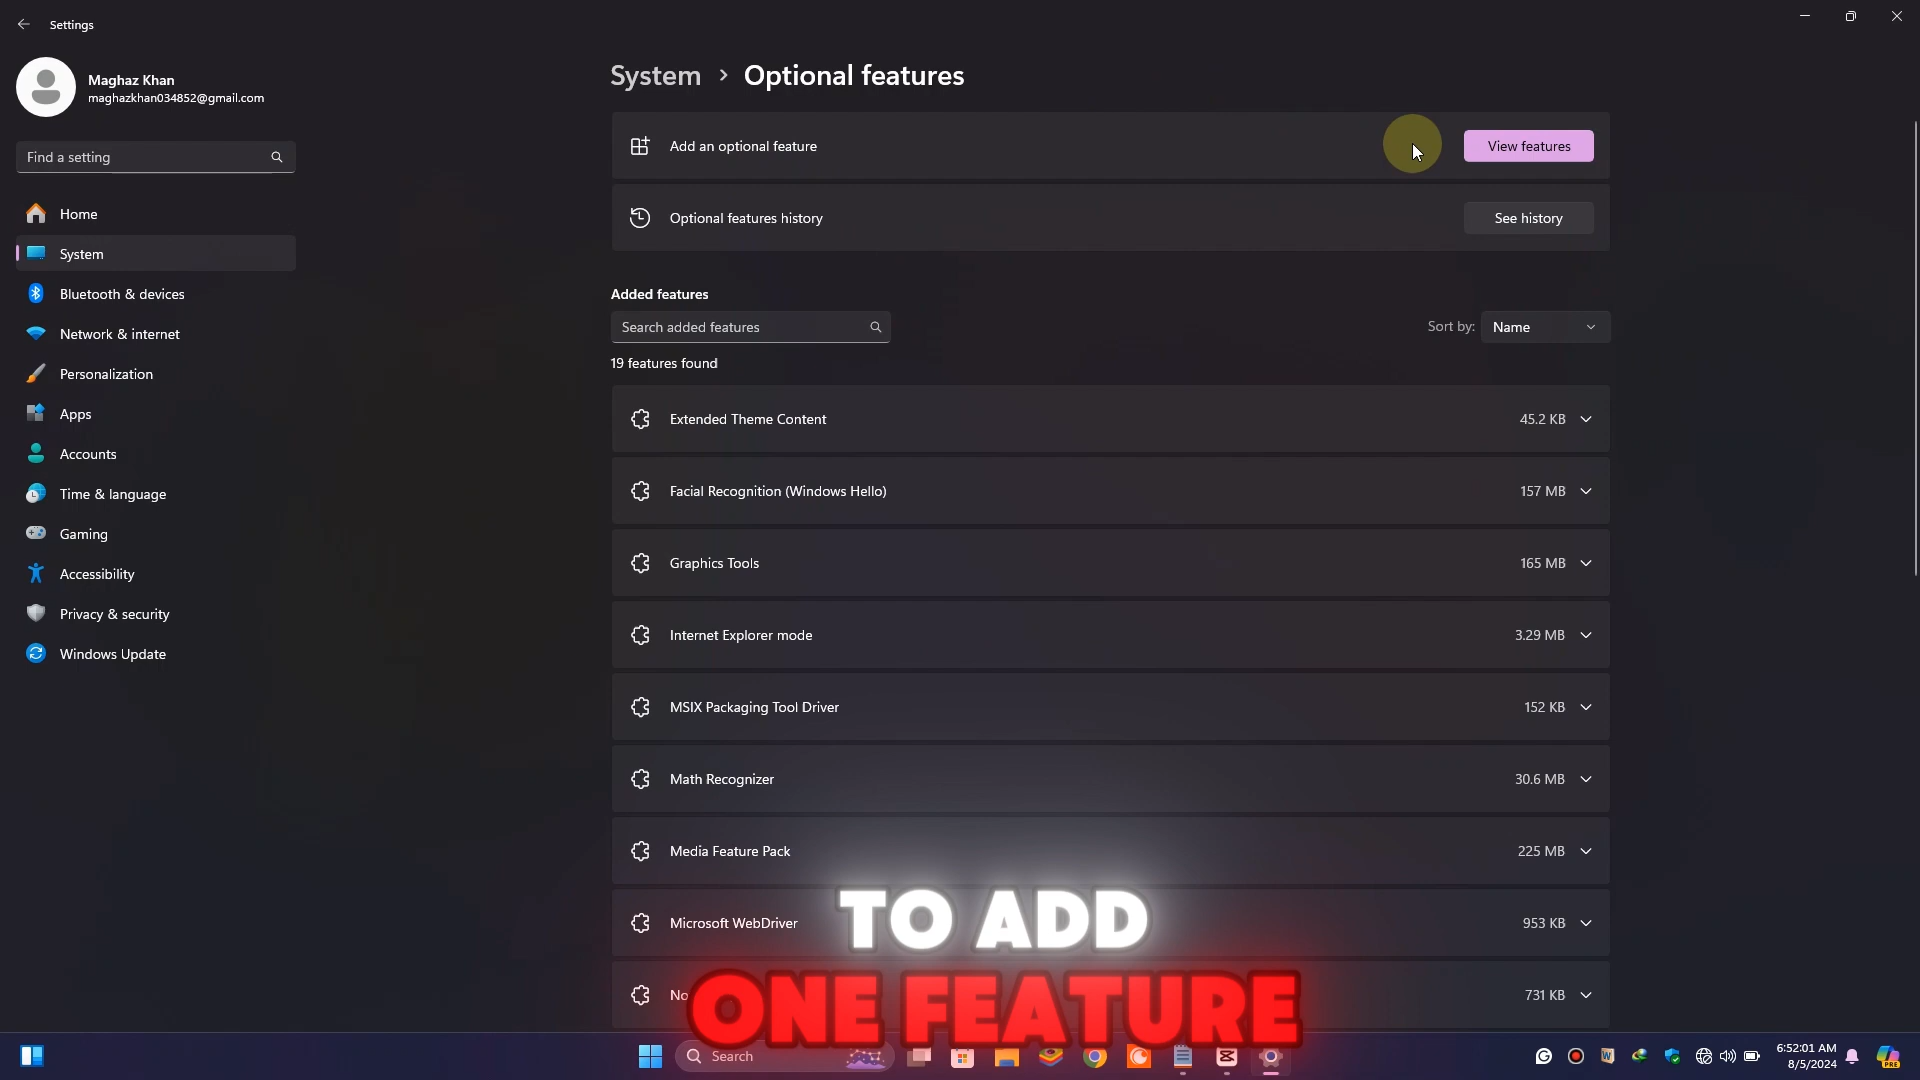 Settings
Maghaz Khan
maghazkhan034852@gmail.com
Find a setting
Home
System
Bluetooth & devices
Network & internet
Personalization
Apps
Accounts
Time & language
Gaming
Accessibility
Privacy & security
Windows Update
System > Optional features
Add an optional feature
View features
Optional features history
See history
Added features
Search added features
Sort by: Name
19 features found
Extended Theme Content 45.2 KB
Facial Recognition (Windows Hello) 157 MB
Graphics Tools 165 MB
Internet Explorer mode 3.29 MB
MSIX Packaging Tool Driver 152 KB
Math Recognizer 30.6 MB
Media Feature Pack 225 MB
Microsoft WebDriver 953 KB
731 KB
TO ADD
ONE FEATURE
Search
6:52:01 AM
8/5/2024
PRE